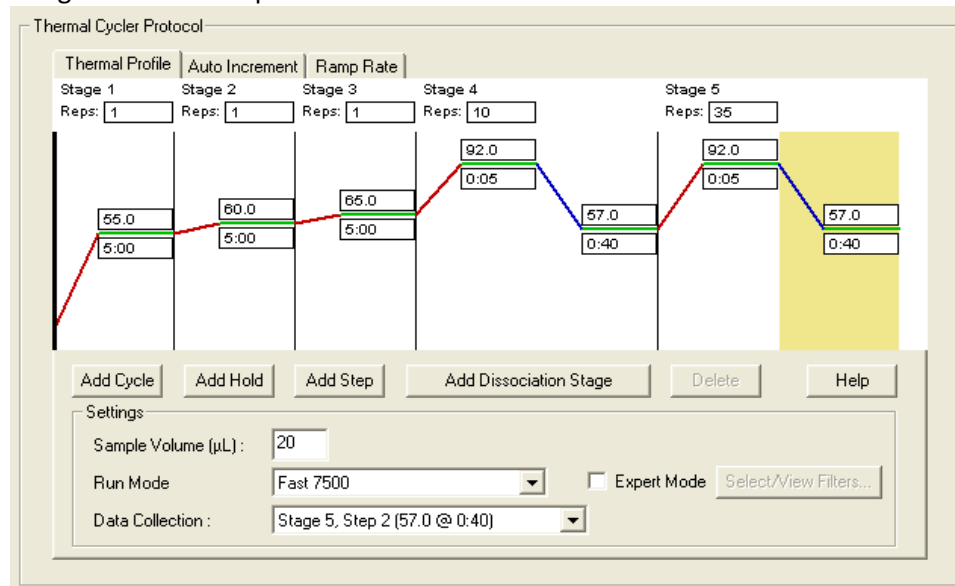 Thermal Cycler Protocol
Thermal Profile Auto Increment Ramp Rate
Stage 1 Stage 2 Stage 3 Stage 4 Stage 5
Reps: 1 Reps: 1 Reps: 1 Reps: 10 Reps: 35
92.0 92.0
0:05 0:05
55.0 60.0 65.0 57.0 57.0
5:00 5:00 5:00 0:40 0:40
Add Cycle Add Hold Add Step Add Dissociation Stage Delete Help
Settings
Sample Volume (µL) : 20
Run Mode Fast 7500 Expert Mode Select/View Filters...
Data Collection : Stage 5, Step 2 (57.0 @ 0:40)